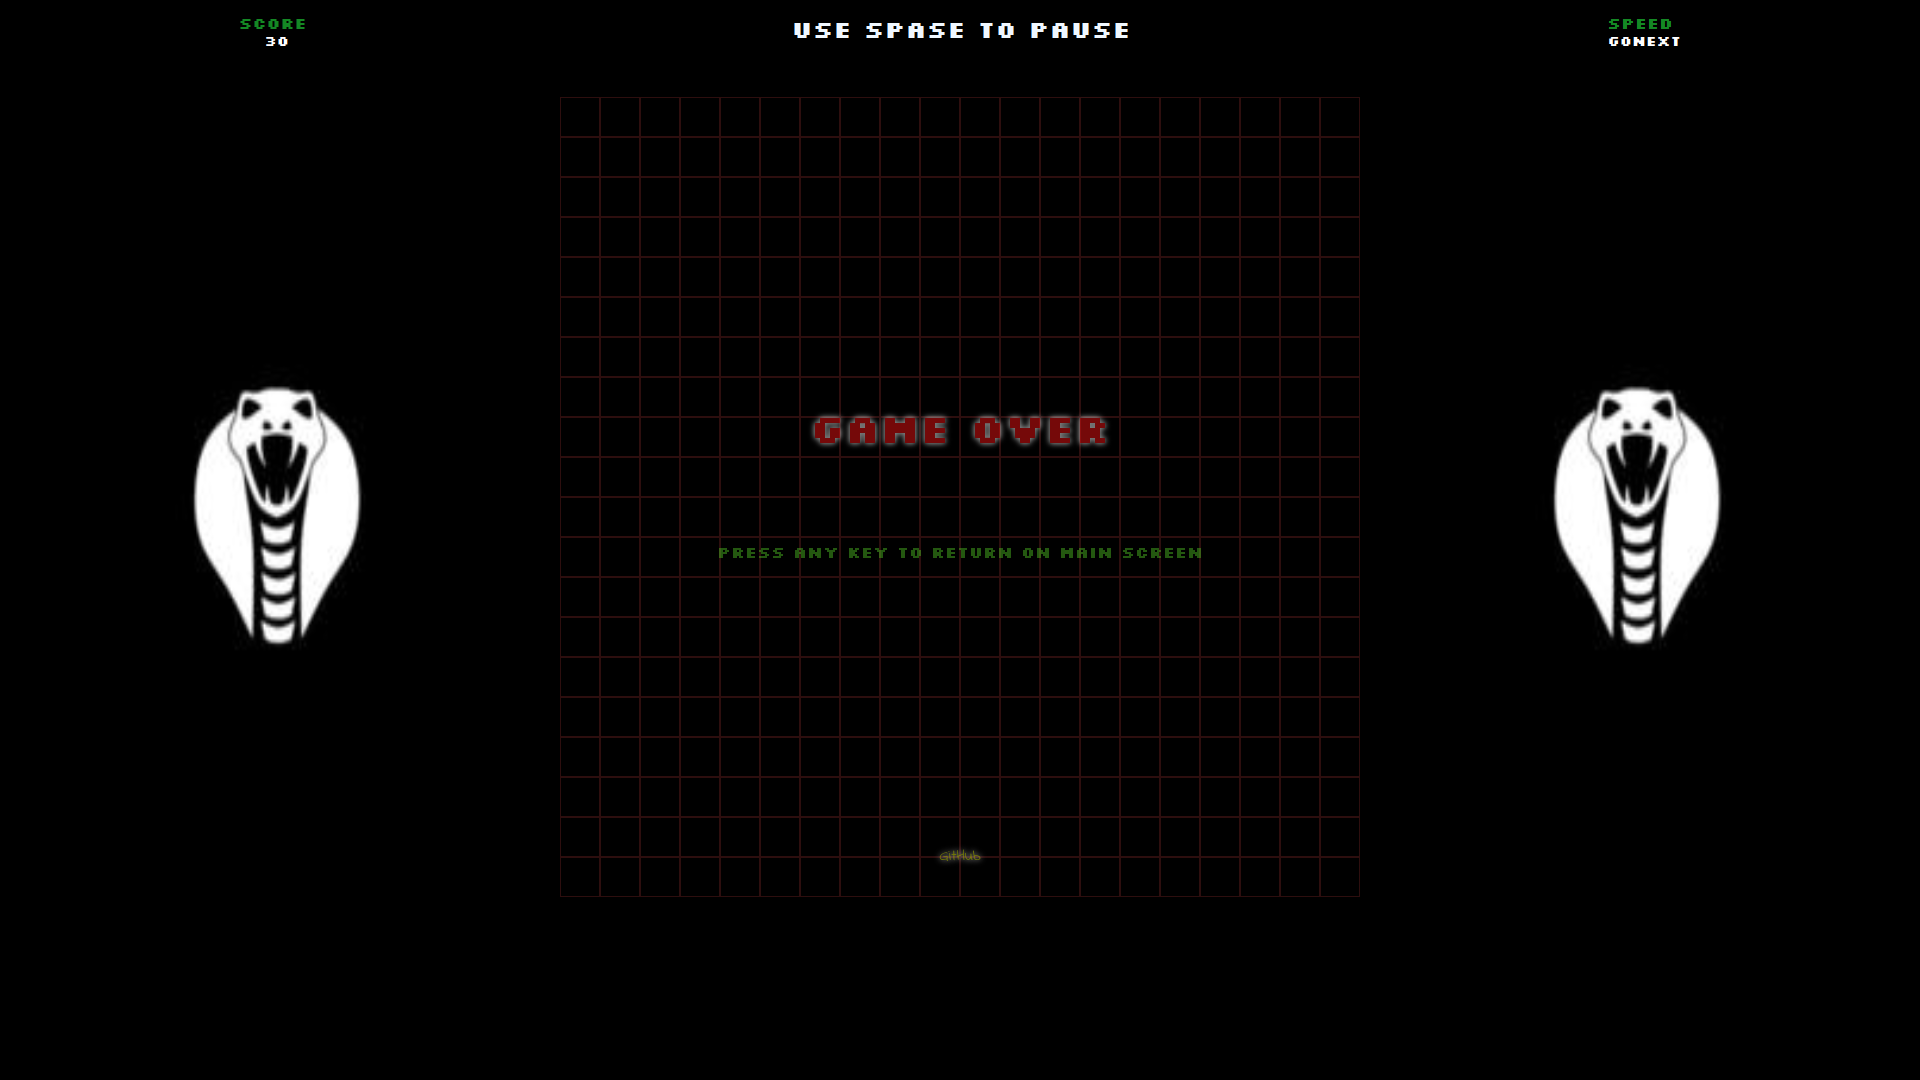 SCORE
30
USE SPASE TO PAUSE
SPEED
GONEXT
GAME OVER
PRESS ANY KEY TO RETURN ON MAIN SCREEN
GitHub